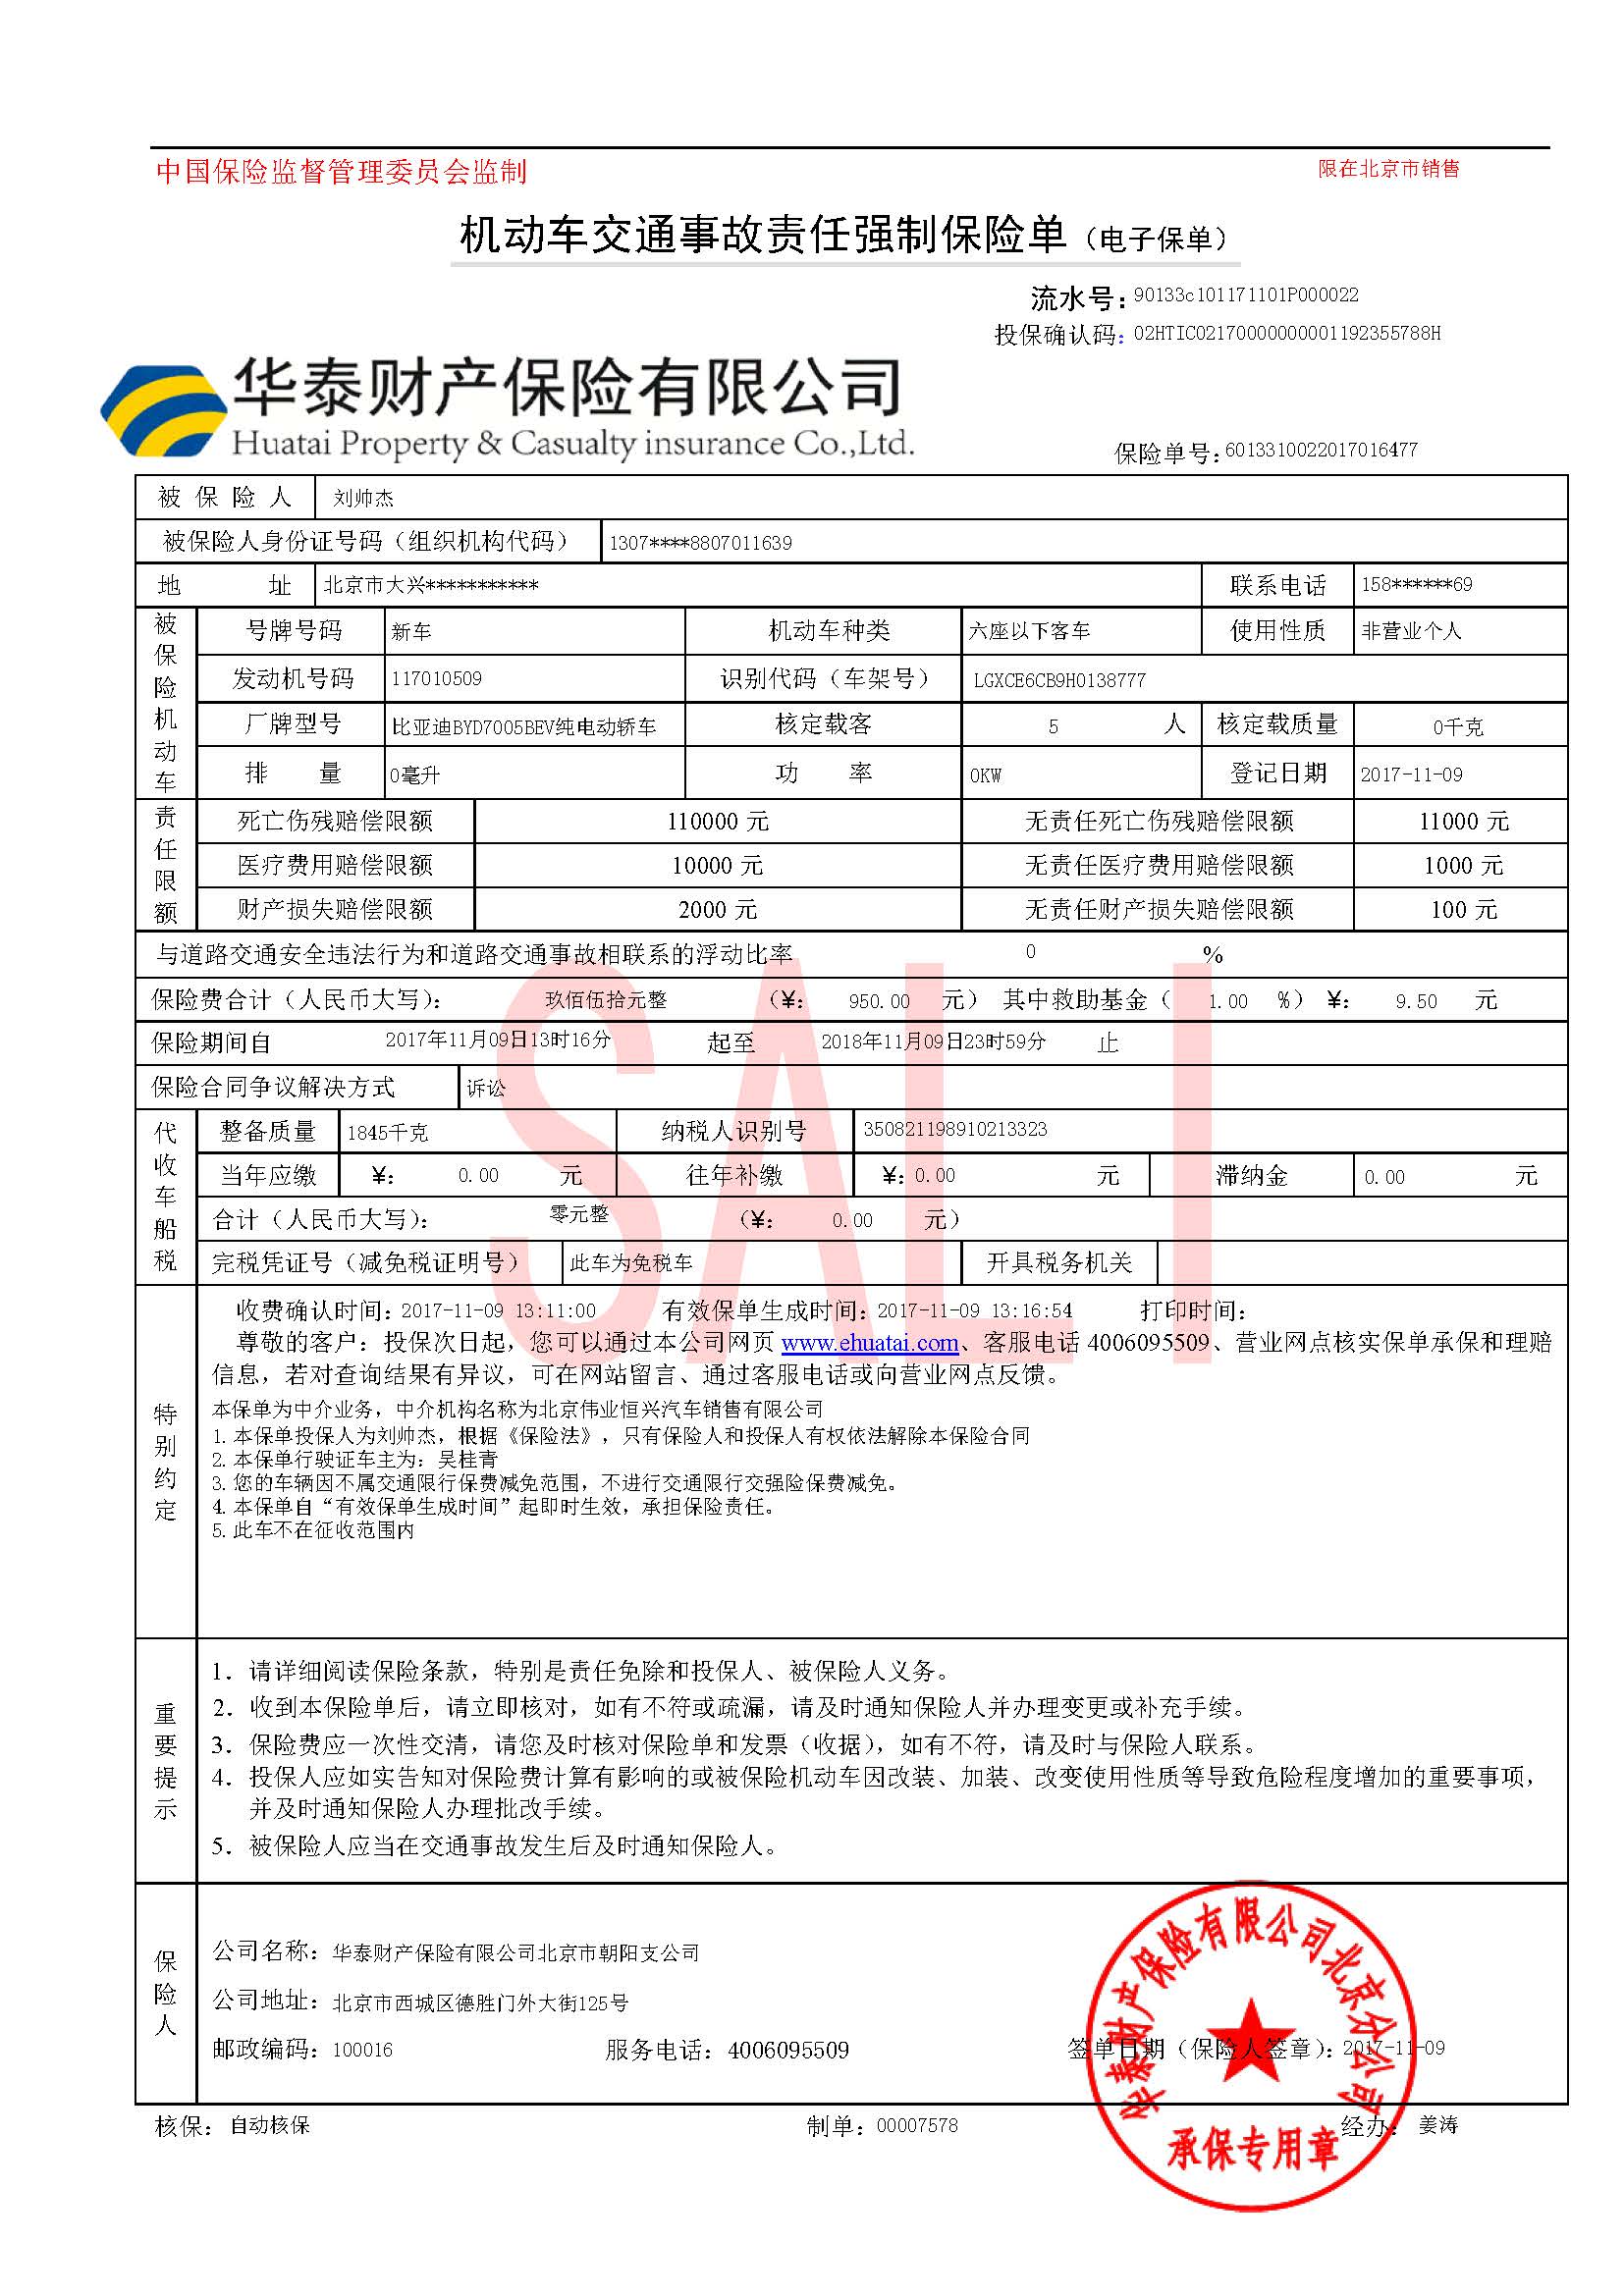 中国保险监督管理委员会监制 限在北京市销售
机动车交通事故责任强制保险单（电子保单）
流水号：90133c101171101P000022
投保确认码：02HTIC021700000000001192355788H
华泰财产保险有限公司
Huatai Property & Casualty insurance Co.,Ltd.
保险单号：6013310022017016477
被保险人 刘帅杰
被保险人身份证号码（组织机构代码） 1307****8807011639
地 址 北京市大兴*********** 联系电话 158******69
被保险机动车
号牌号码 新车 机动车种类 六座以下客车 使用性质 非营业个人
发动机号码 117010509 识别代码（车架号） LGXCE6CB9H0138777
厂牌型号 比亚迪BYD7005BEV纯电动轿车 核定载客 5 人 核定载质量 0千克
排 量 0毫升 功 率 0KW 登记日期 2017-11-09
责任限额
死亡伤残赔偿限额 110000 元 无责任死亡伤残赔偿限额 11000 元
医疗费用赔偿限额 10000 元 无责任医疗费用赔偿限额 1000 元
财产损失赔偿限额 2000 元 无责任财产损失赔偿限额 100 元
与道路交通安全违法行为和道路交通事故相联系的浮动比率 0 %
保险费合计（人民币大写）： 玖佰伍拾元整 （¥： 950.00 元） 其中救助基金（ 1.00 %） ¥： 9.50 元
保险期间自 2017年11月09日13时16分 起至 2018年11月09日23时59分 止
保险合同争议解决方式 诉讼
代收车船税
整备质量 1845千克 纳税人识别号 350821198910213323
当年应缴 ¥： 0.00 元 往年补缴 ¥：0.00 元 滞纳金 0.00 元
合计（人民币大写）： 零元整 （¥： 0.00 元）
完税凭证号（减免税证明号） 此车为免税车 开具税务机关
SALI
特别约定
收费确认时间：2017-11-09 13:11:00 有效保单生成时间：2017-11-09 13:16:54 打印时间：
尊敬的客户：投保次日起，您可以通过本公司网页 www.ehuatai.com、客服电话 4006095509、营业网点核实保单承保和理赔
信息，若对查询结果有异议，可在网站留言、通过客服电话或向营业网点反馈。
本保单为中介业务，中介机构名称为北京伟业恒兴汽车销售有限公司
1.本保单投保人为刘帅杰，根据《保险法》，只有保险人和投保人有权依法解除本保险合同
2.本保单行驶证车主为：吴桂青
3.您的车辆因不属交通限行保费减免范围，不进行交通限行交强险保费减免。
4.本保单自“有效保单生成时间”起即时生效，承担保险责任。
5.此车不在征收范围内
重要提示
1．请详细阅读保险条款，特别是责任免除和投保人、被保险人义务。
2．收到本保险单后，请立即核对，如有不符或疏漏，请及时通知保险人并办理变更或补充手续。
3．保险费应一次性交清，请您及时核对保险单和发票（收据），如有不符，请及时与保险人联系。
4．投保人应如实告知对保险费计算有影响的或被保险机动车因改装、加装、改变使用性质等导致危险程度增加的重要事项，
并及时通知保险人办理批改手续。
5．被保险人应当在交通事故发生后及时通知保险人。
保险人
公司名称：华泰财产保险有限公司北京市朝阳支公司
公司地址：北京市西城区德胜门外大街125号
邮政编码：100016 服务电话：4006095509 签单日期（保险人签章）：2017-11-09
华泰财产保险有限公司北京分公司
承保专用章
核保：自动核保 制单：00007578 经办：姜涛